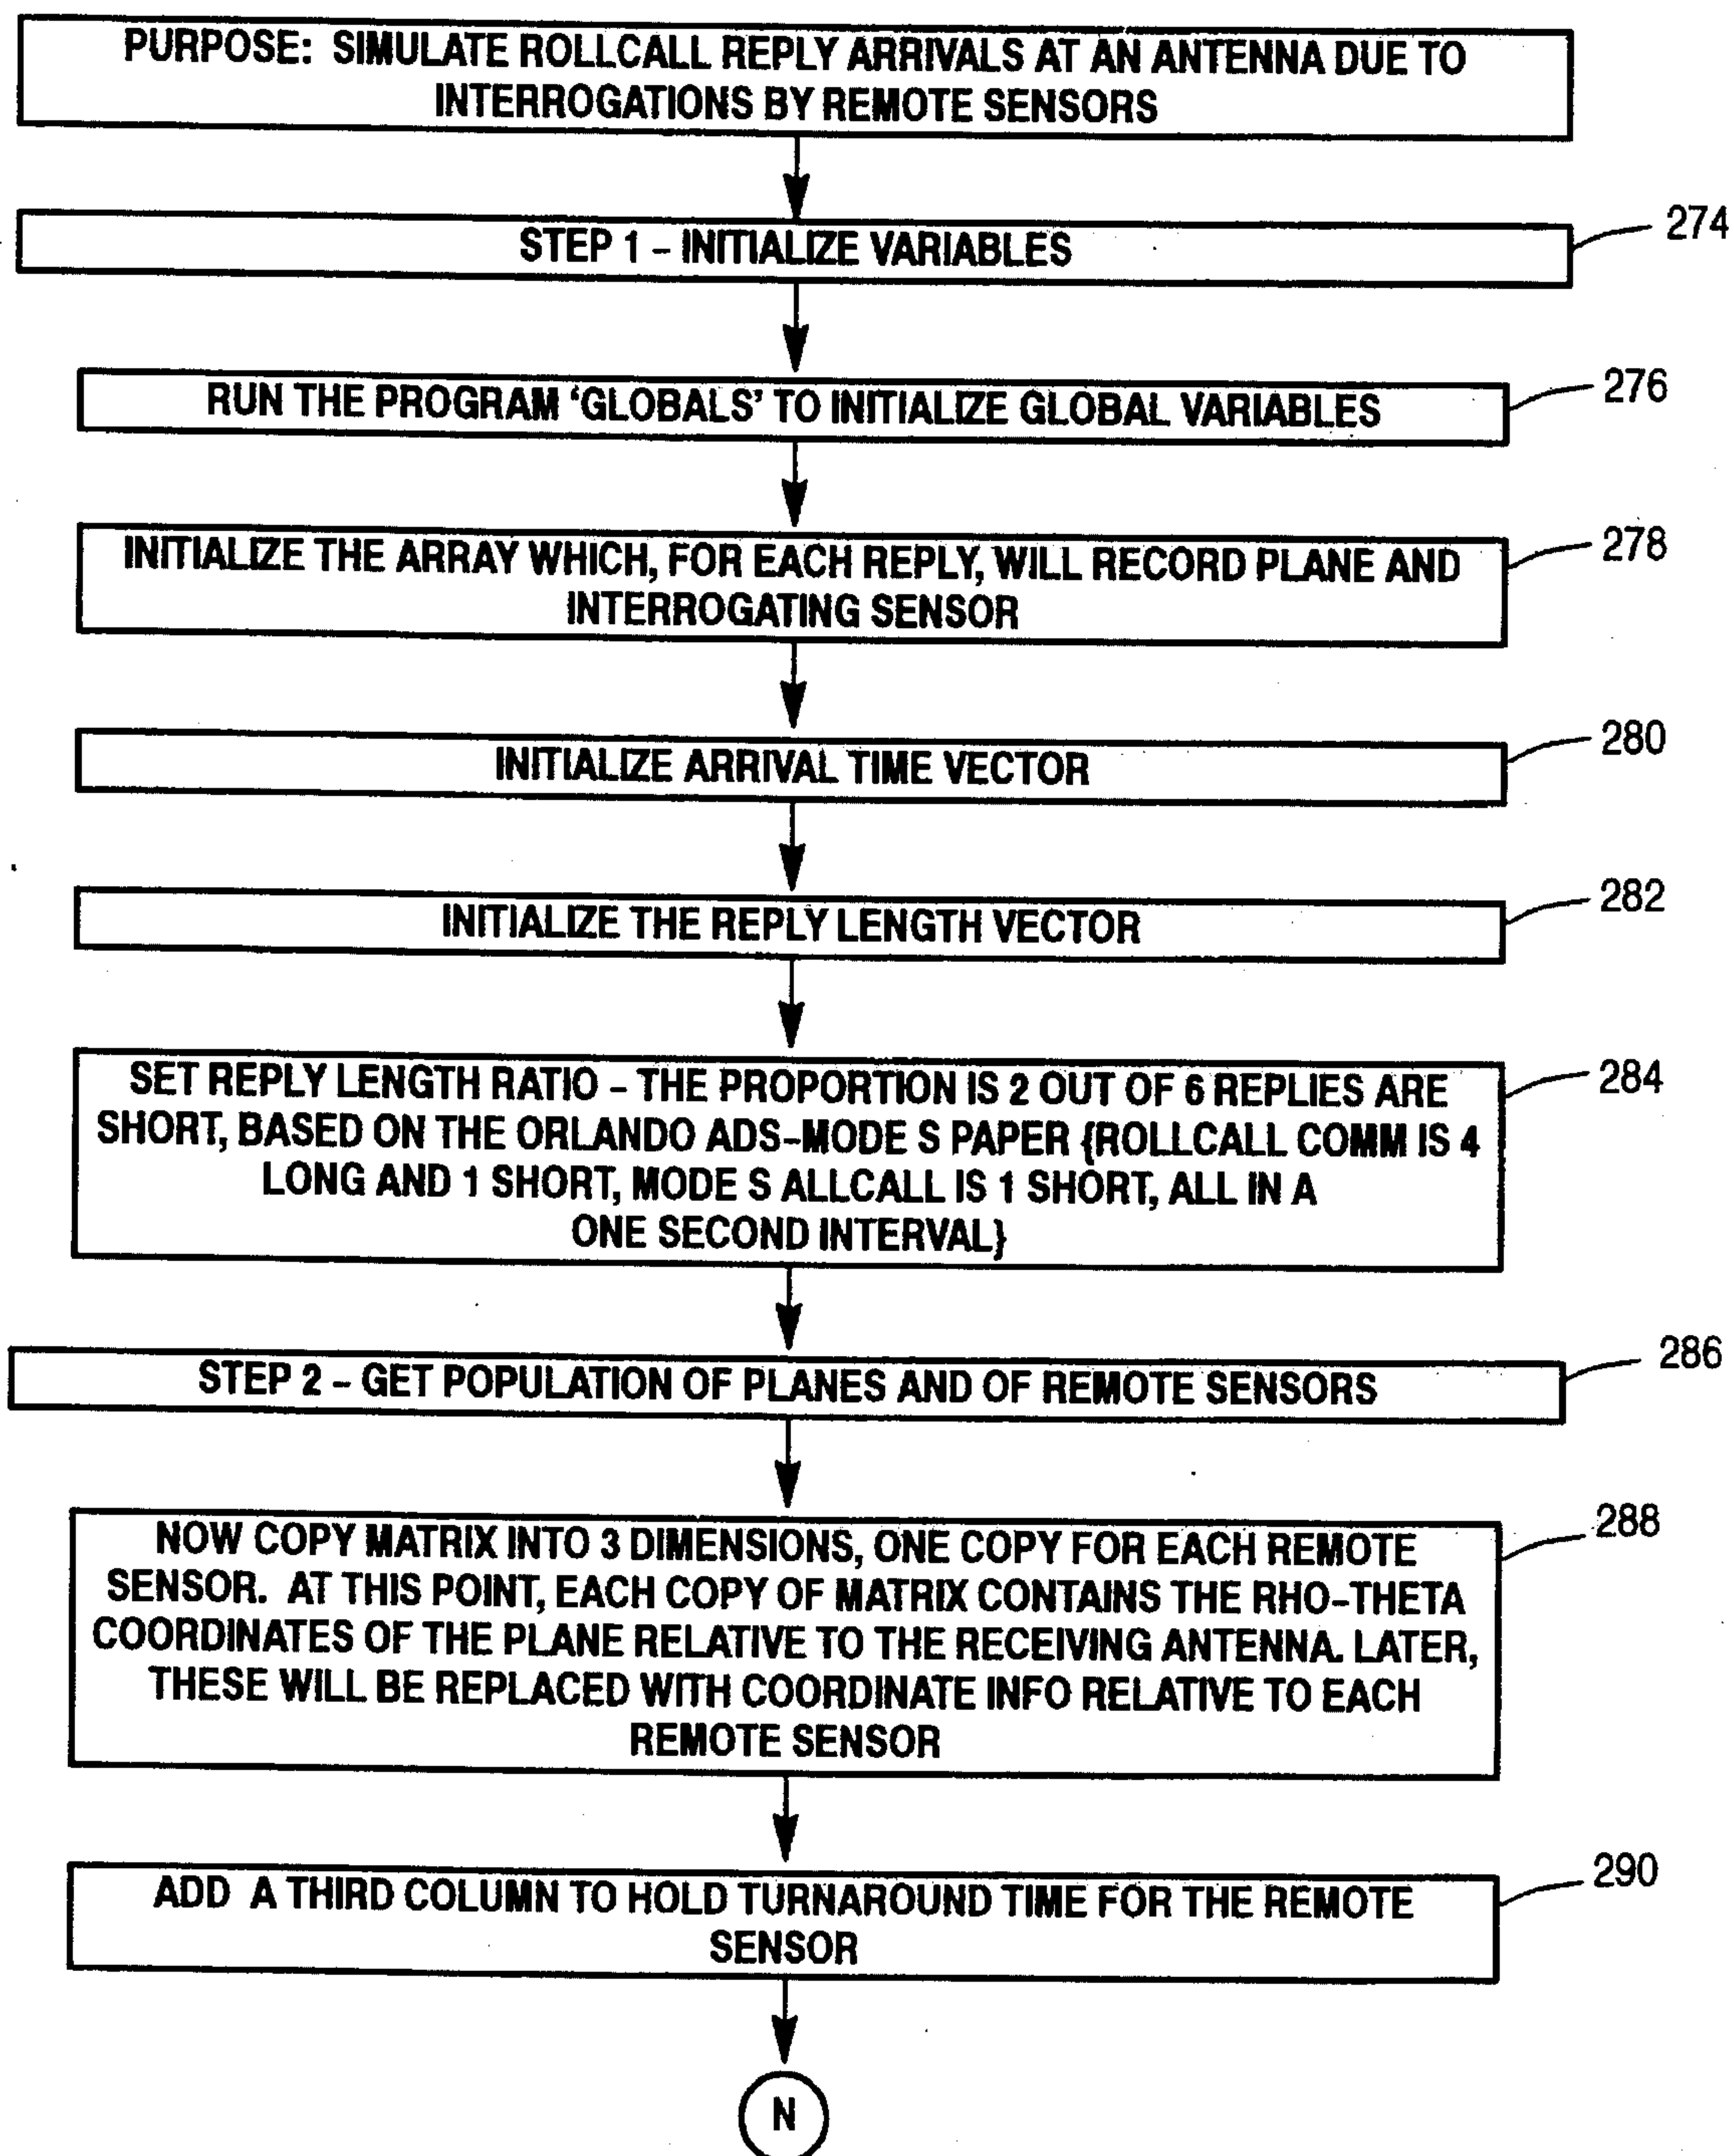 PURPOSE: SIMULATE ROLLCALL REPLY ARRIVALS AT AN ANTENNA DUE TO
INTERROGATIONS BY REMOTE SENSORS
STEP 1 – INITIALIZE VARIABLES
274
RUN THE PROGRAM ‘GLOBALS’ TO INITIALIZE GLOBAL VARIABLES
276
INITIALIZE THE ARRAY WHICH, FOR EACH REPLY, WILL RECORD PLANE AND
INTERROGATING SENSOR
278
INITIALIZE ARRIVAL TIME VECTOR
280
INITIALIZE THE REPLY LENGTH VECTOR
282
SET REPLY LENGTH RATIO – THE PROPORTION IS 2 OUT OF 6 REPLIES ARE
SHORT, BASED ON THE ORLANDO ADS–MODE S PAPER {ROLLCALL COMM IS 4
LONG AND 1 SHORT, MODE S ALLCALL IS 1 SHORT, ALL IN A
ONE SECOND INTERVAL}
284
STEP 2 – GET POPULATION OF PLANES AND OF REMOTE SENSORS
286
NOW COPY MATRIX INTO 3 DIMENSIONS, ONE COPY FOR EACH REMOTE
SENSOR. AT THIS POINT, EACH COPY OF MATRIX CONTAINS THE RHO–THETA
COORDINATES OF THE PLANE RELATIVE TO THE RECEIVING ANTENNA. LATER,
THESE WILL BE REPLACED WITH COORDINATE INFO RELATIVE TO EACH
REMOTE SENSOR
288
ADD A THIRD COLUMN TO HOLD TURNAROUND TIME FOR THE REMOTE
SENSOR
290
N